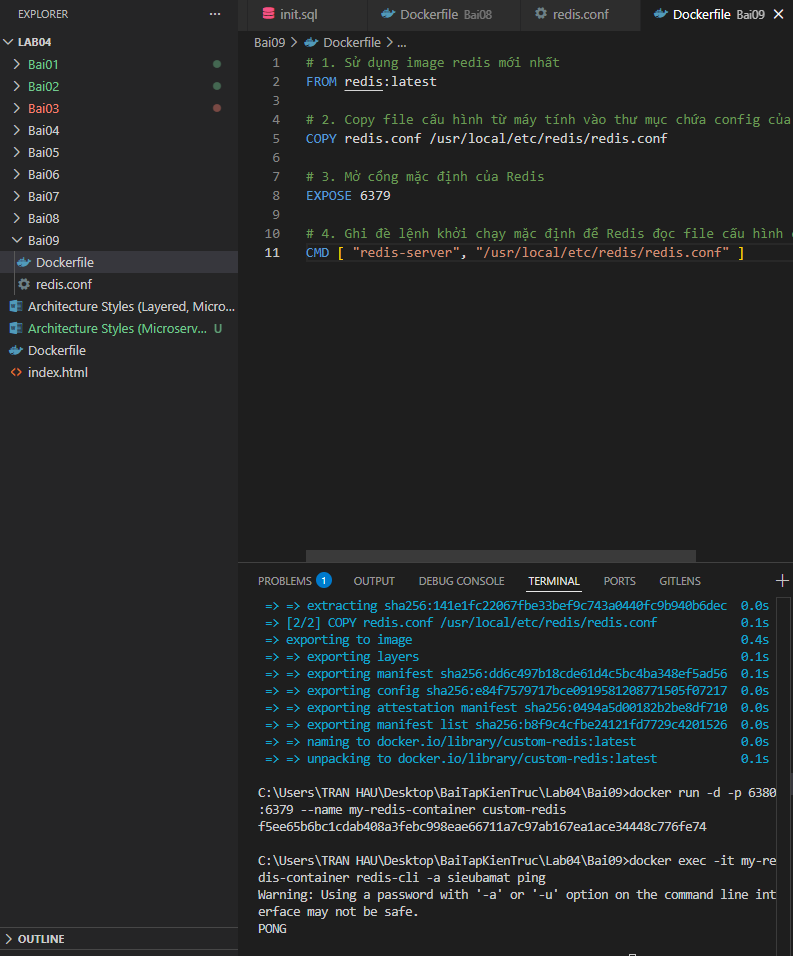 EXPLORER
...
LAB04
Bai01
Bai02
Bai03
Bai04
Bai05
Bai06
Bai07
Bai08
Bai09
Dockerfile
redis.conf
Architecture Styles (Layered, Micro...
Architecture Styles (Microserv... U
Dockerfile
index.html
OUTLINE
init.sql
Dockerfile Bai08
redis.conf
Dockerfile Bai09
Bai09 > Dockerfile > ...
1 # 1. Sử dụng image redis mới nhất
2 FROM redis:latest
3
4 # 2. Copy file cấu hình từ máy tính vào thư mục chứa config của
5 COPY redis.conf /usr/local/etc/redis/redis.conf
6
7 # 3. Mở cổng mặc định của Redis
8 EXPOSE 6379
9
10 # 4. Ghi đè lệnh khởi chạy mặc định để Redis đọc file cấu hình
11 CMD [ "redis-server", "/usr/local/etc/redis/redis.conf" ]
PROBLEMS 1 OUTPUT DEBUG CONSOLE TERMINAL PORTS GITLENS
=> => extracting sha256:141e1fc22067fbe33bef9c743a0440fc9b940b6dec 0.0s
=> [2/2] COPY redis.conf /usr/local/etc/redis/redis.conf 0.1s
=> exporting to image 0.4s
=> => exporting layers 0.1s
=> => exporting manifest sha256:dd6c497b18cde61d4c5bc4ba348ef5ad56 0.1s
=> => exporting config sha256:e84f7579717bce0919581208771505f07217 0.0s
=> => exporting attestation manifest sha256:0494a5d00182b2be8df710 0.0s
=> => exporting manifest list sha256:b8f9c4cfbe24121fd7729c4201526 0.0s
=> => naming to docker.io/library/custom-redis:latest 0.0s
=> => unpacking to docker.io/library/custom-redis:latest 0.1s
C:\Users\TRAN HAU\Desktop\BaiTapKienTruc\Lab04\Bai09>docker run -d -p 6380
:6379 --name my-redis-container custom-redis
f5ee65b6bc1cdab408a3febc998eae66711a7c97ab167ea1ace34448c776fe74
C:\Users\TRAN HAU\Desktop\BaiTapKienTruc\Lab04\Bai09>docker exec -it my-re
dis-container redis-cli -a sieubamat ping
Warning: Using a password with '-a' or '-u' option on the command line int
erface may not be safe.
PONG